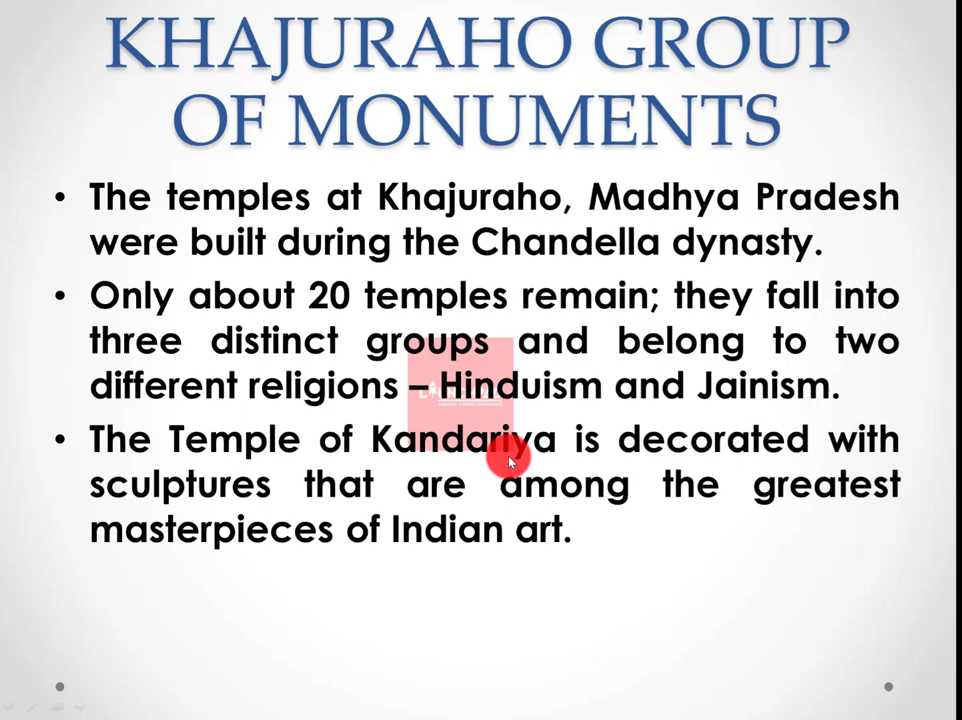 KHAJURAHO GROUP
OF MONUMENTS
• The temples at Khajuraho, Madhya Pradesh
were built during the Chandella dynasty.
• Only about 20 temples remain; they fall into
three distinct groups and belong to two
different religions – Hinduism and Jainism.
• The Temple of Kandariya is decorated with
sculptures that are among the greatest
masterpieces of Indian art.